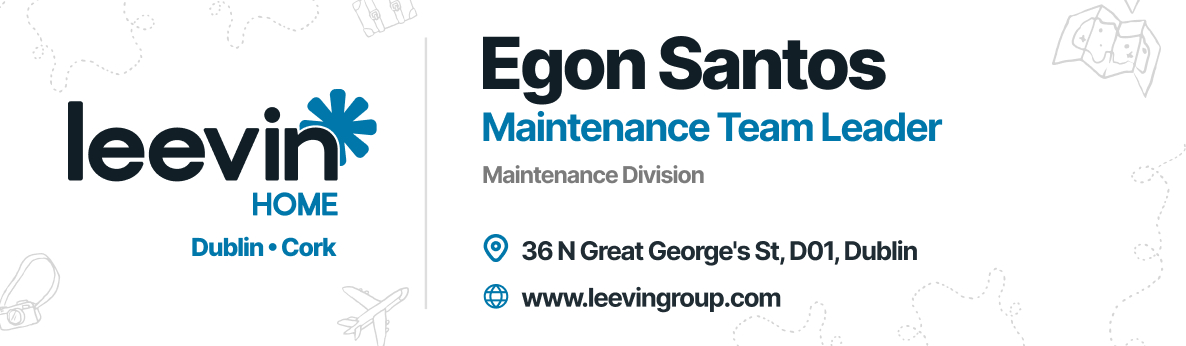 leevin
HOME
Dublin • Cork
Egon Santos
Maintenance Team Leader
Maintenance Division
36 N Great George's St, D01, Dublin
www.leevingroup.com